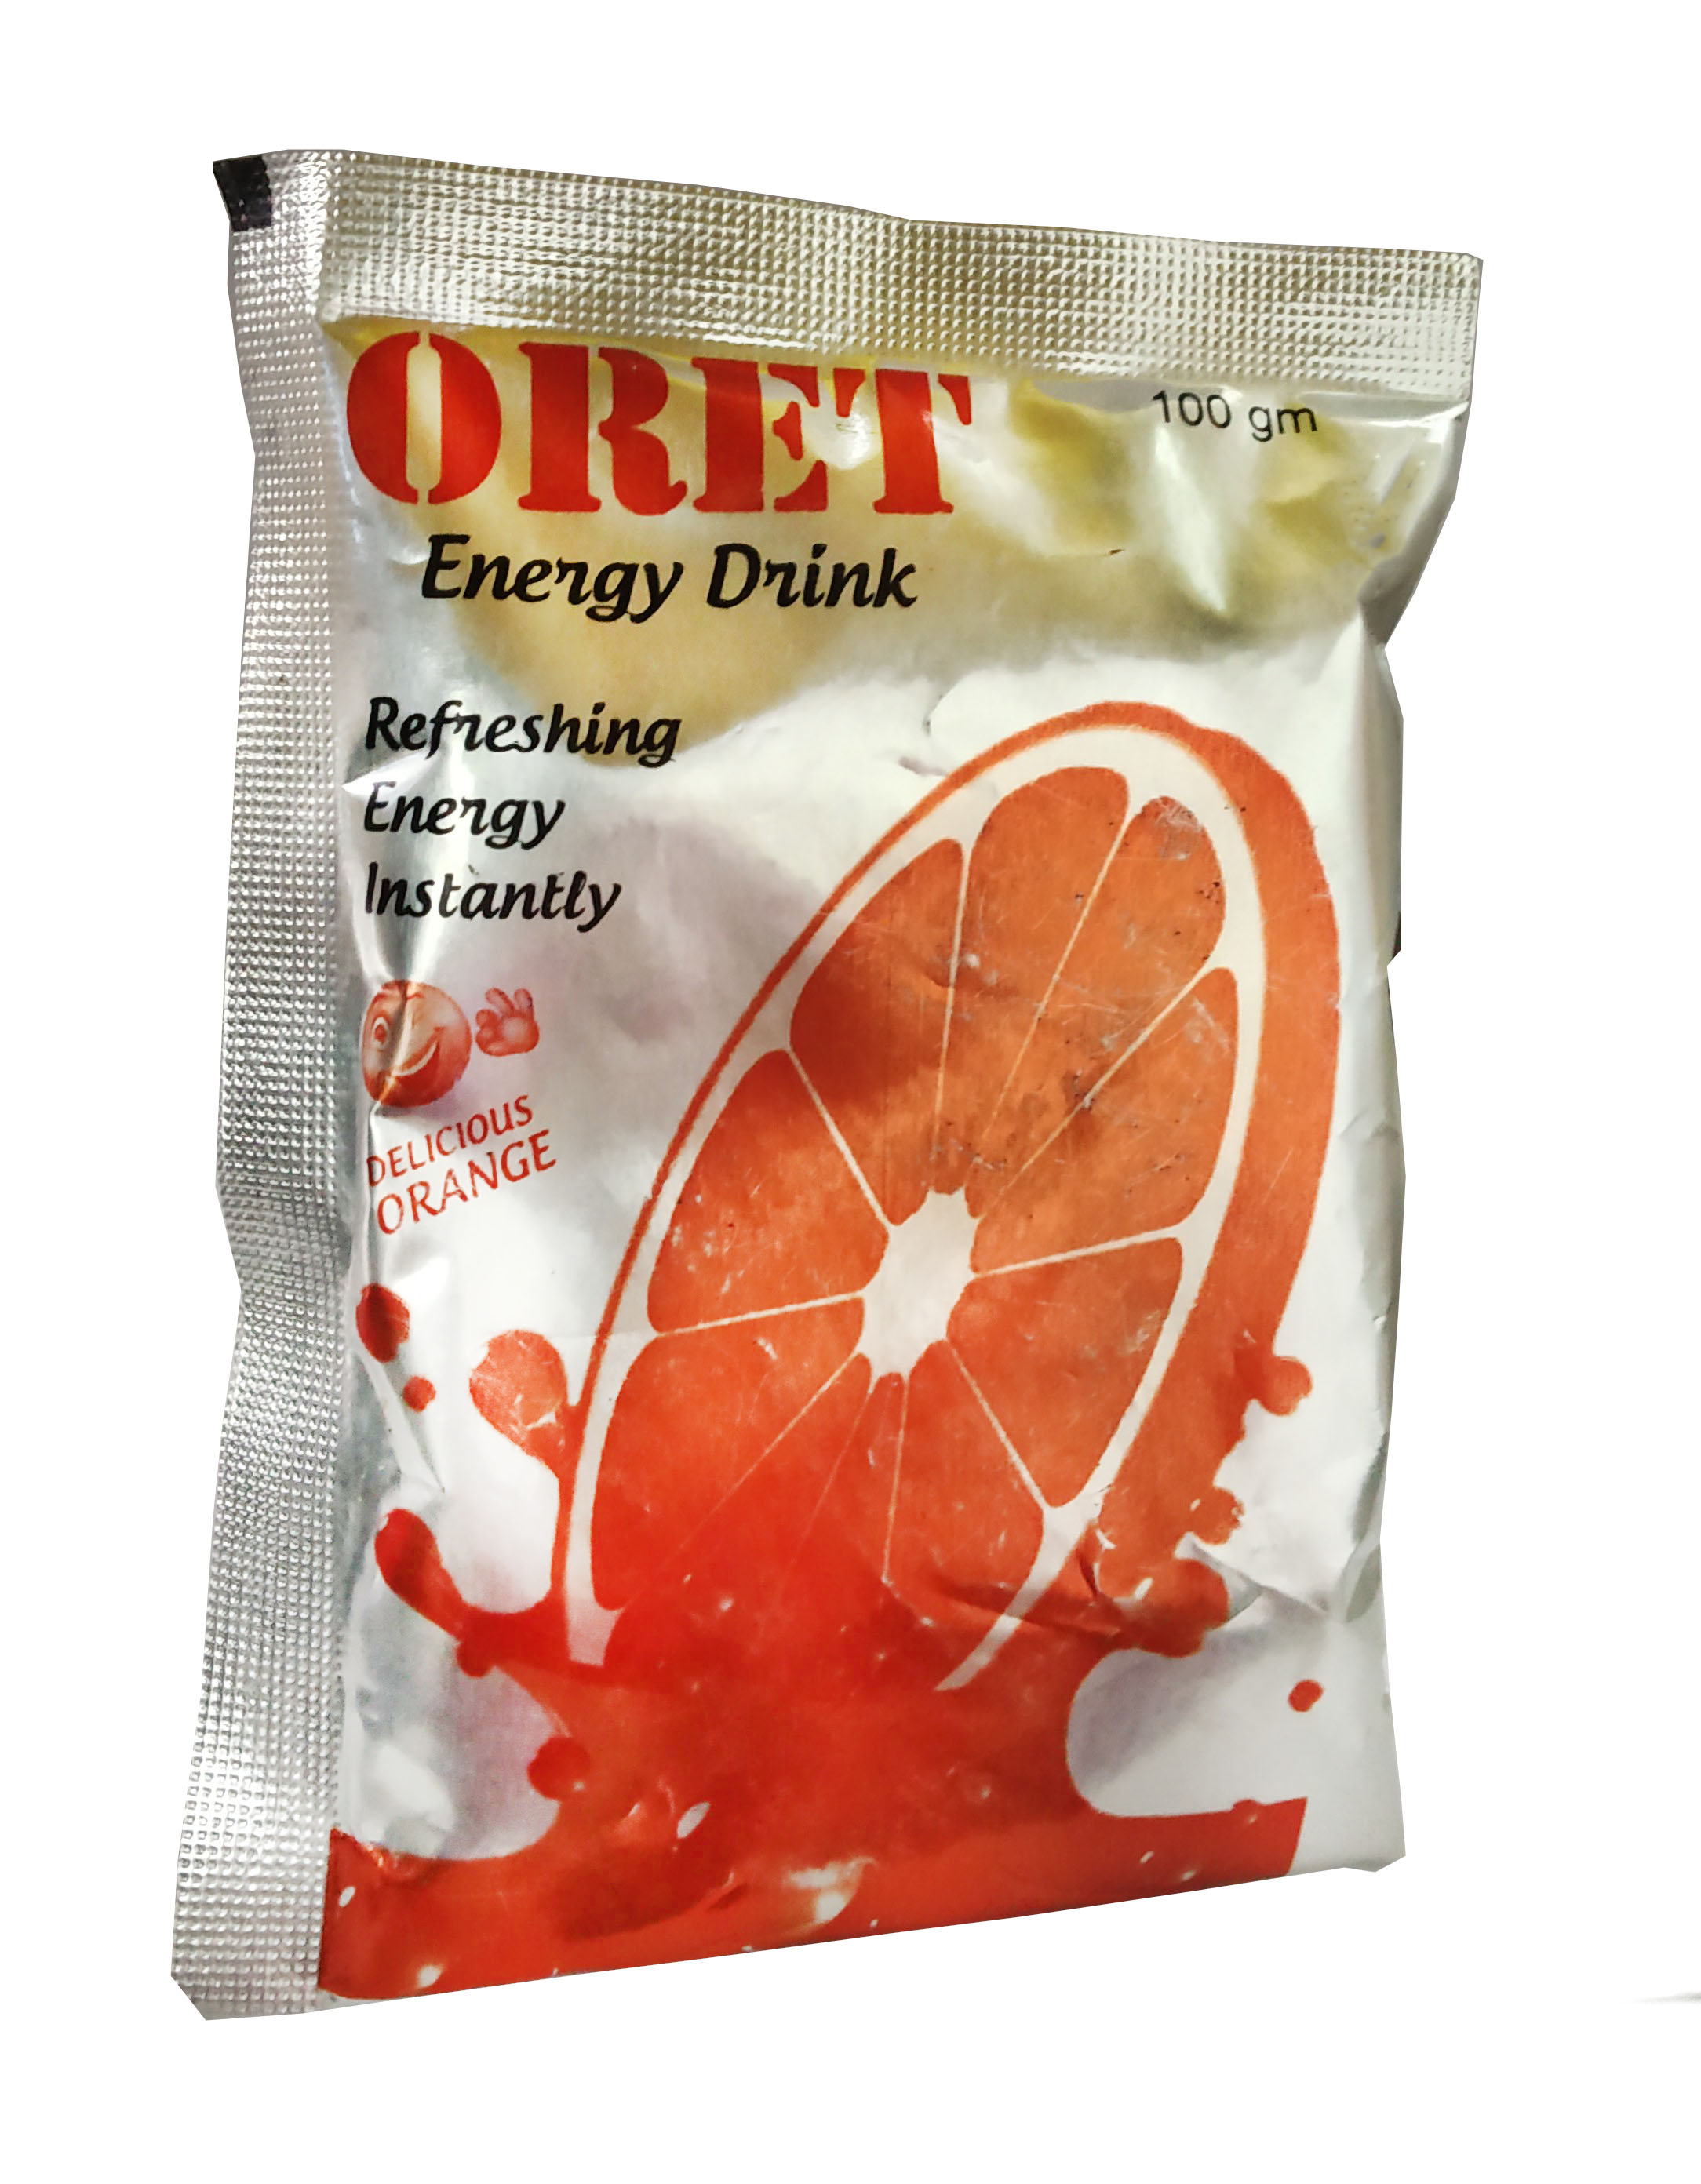 ORET
100 gm
Energy Drink
Refreshing
Energy
Instantly
DELICIOUS
ORANGE